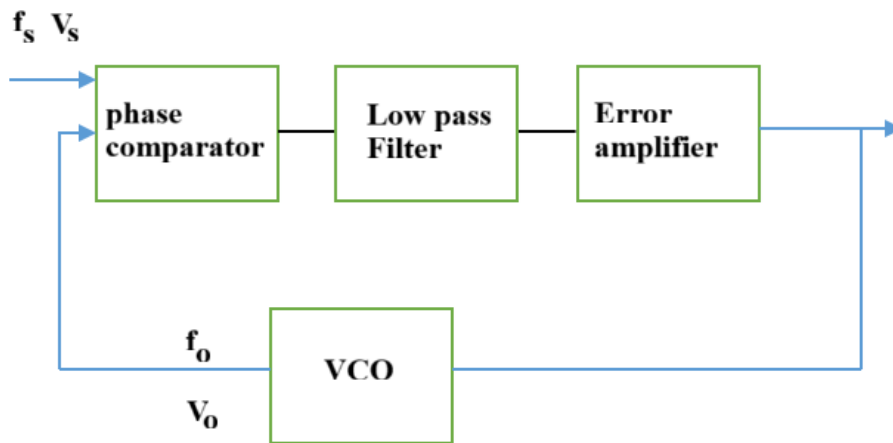 fs Vs
phase
comparator
Low pass
Filter
Error
amplifier
fo
VCO
Vo